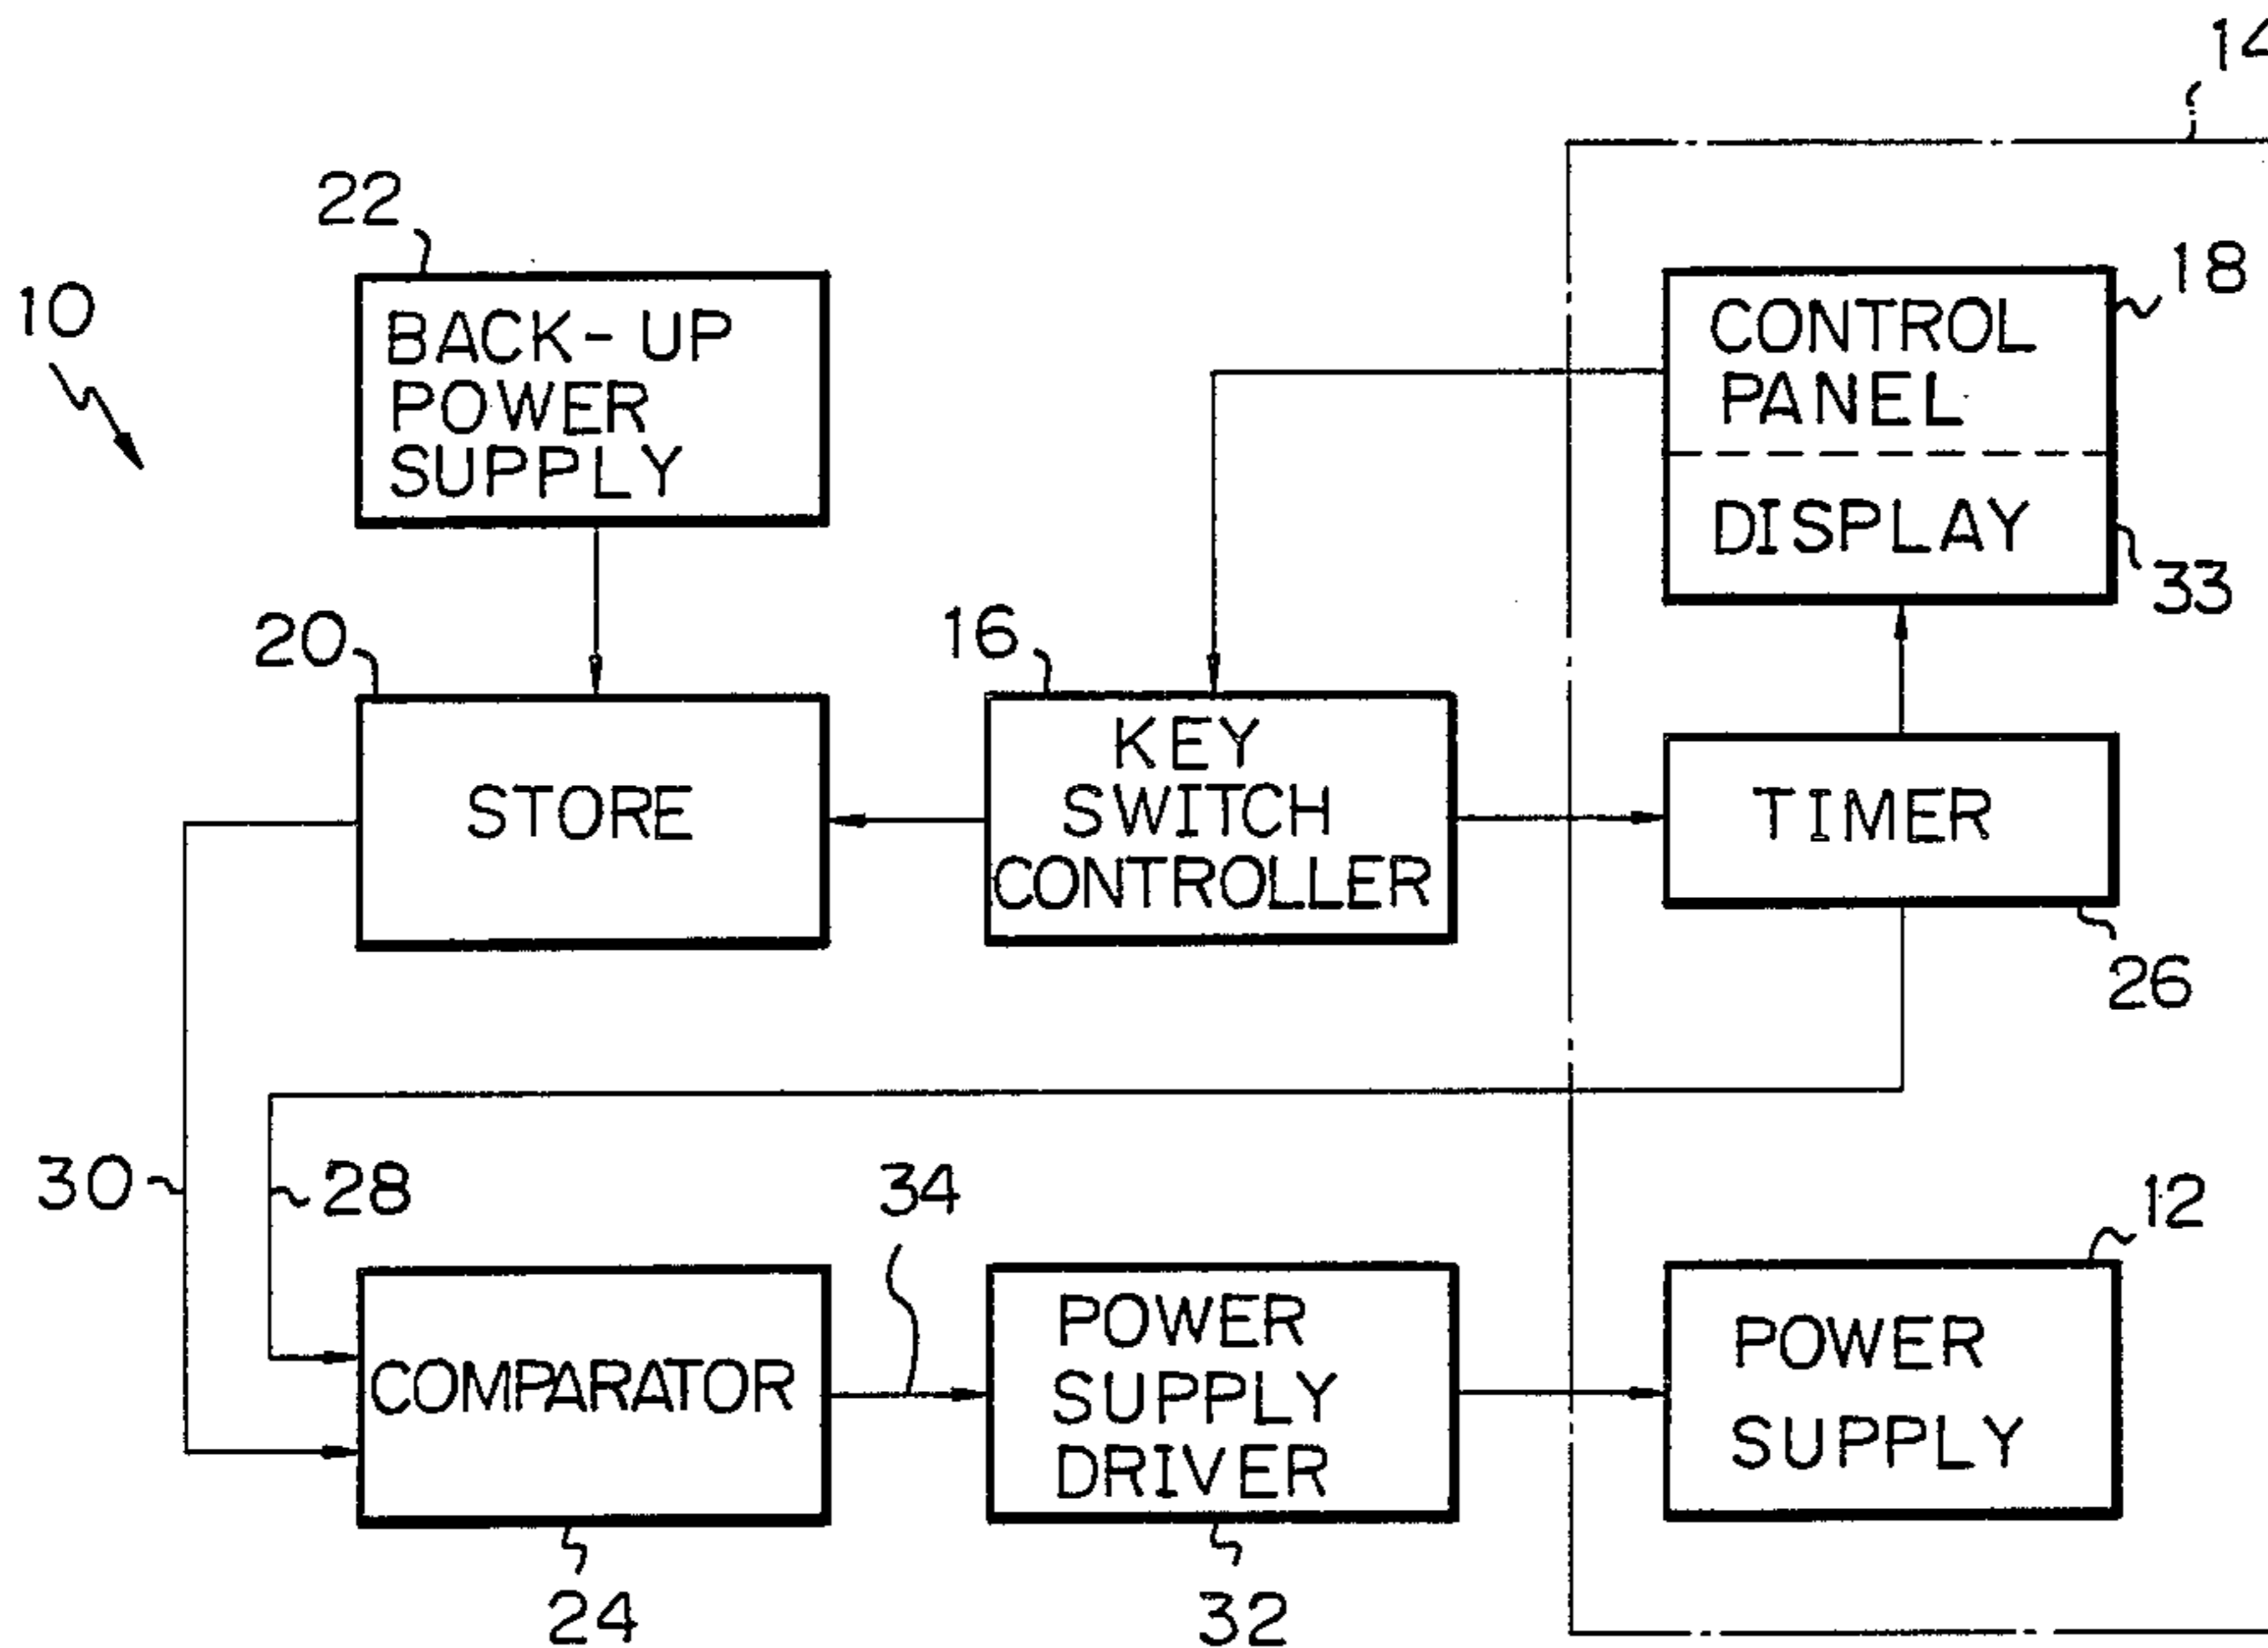 14
22
10
BACK-UP
POWER
SUPPLY
18
CONTROL
PANEL
DISPLAY
33
20
STORE
16
KEY
SWITCH
CONTROLLER
TIMER
26
30
28
34
12
COMPARATOR
24
POWER
SUPPLY
DRIVER
32
POWER
SUPPLY